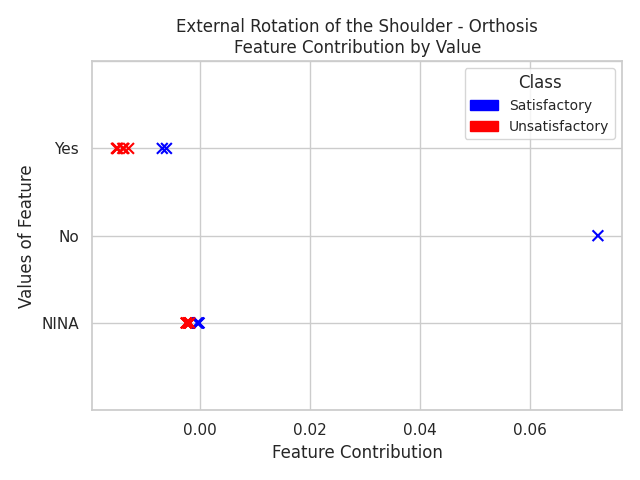 External Rotation of the Shoulder - Orthosis
Feature Contribution by Value
Class
Satisfactory
Unsatisfactory
Values of Feature
Yes
No
NINA
0.00 0.02 0.04 0.06
Feature Contribution